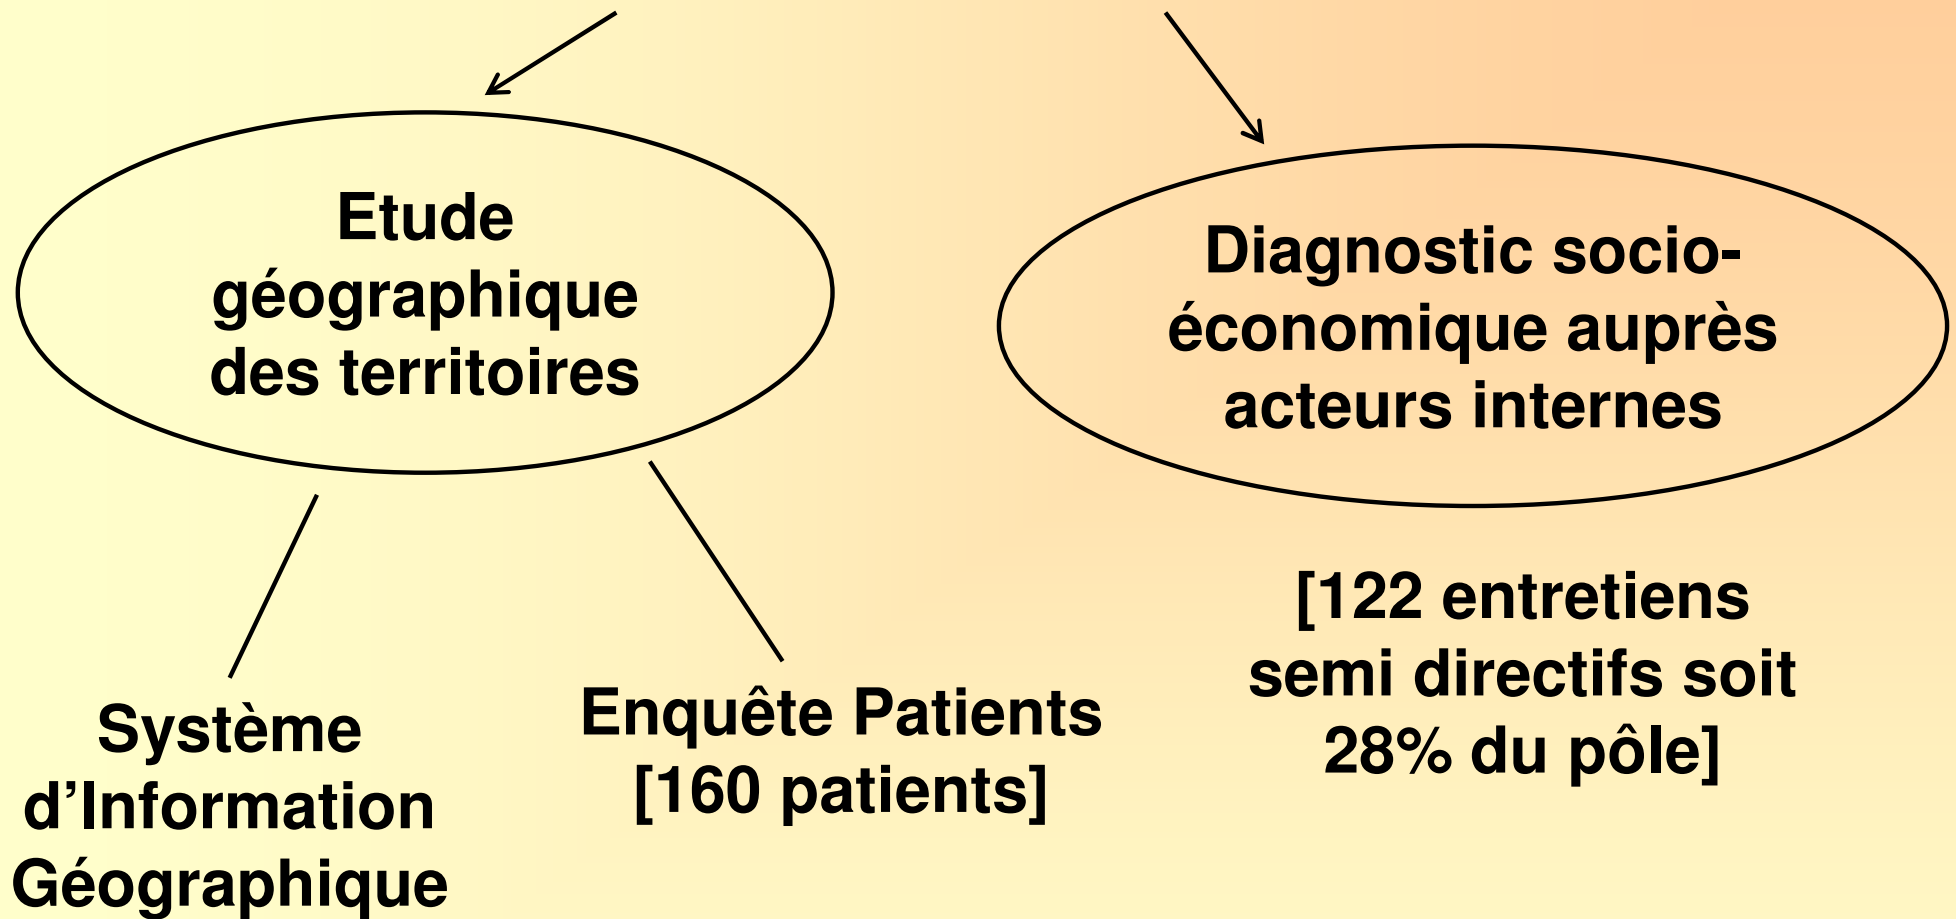 Etude
géographique
des territoires
Diagnostic socio-
économique auprès
acteurs internes
Système
d’Information
Géographique
Enquête Patients
[160 patients]
[122 entretiens
semi directifs soit
28% du pôle]